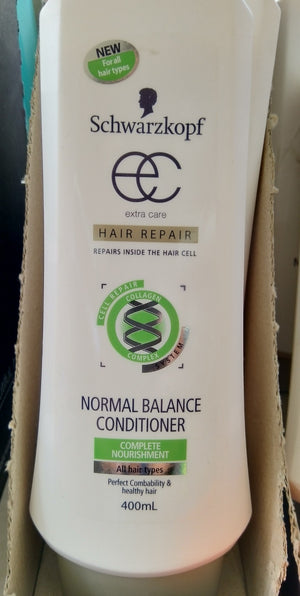 NEW
For all
hair types
Schwarzkopf
ec
extra care
HAIR REPAIR
REPAIRS INSIDE THE HAIR CELL
CELL REPAIR
COLLAGEN
COMPLEX
SYSTEM
NORMAL BALANCE
CONDITIONER
COMPLETE
NOURISHMENT
All hair types
Perfect Combability &
healthy hair
400mL